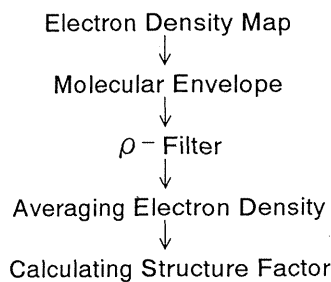 Electron Density Map
Molecular Envelope
ρ - Filter
Averaging Electron Density
Calculating Structure Factor